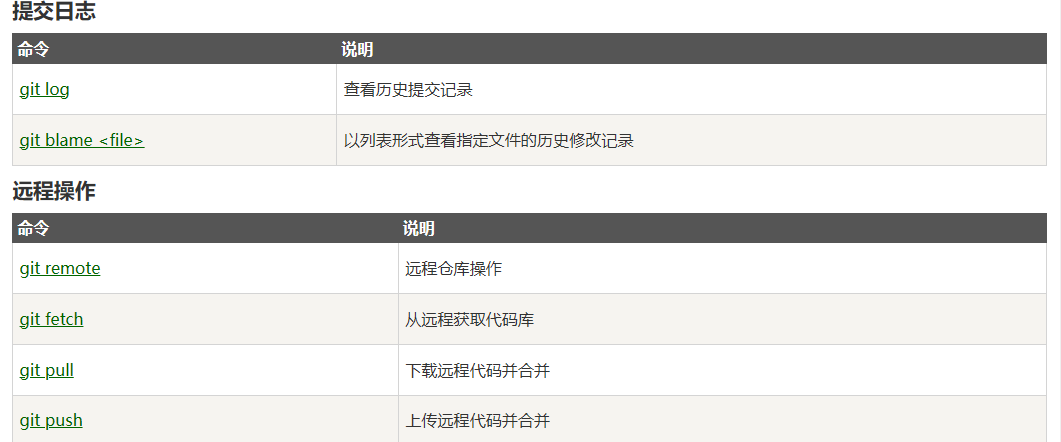 提交日志
命令 说明
git log 查看历史提交记录
git blame <file> 以列表形式查看指定文件的历史修改记录
远程操作
命令 说明
git remote 远程仓库操作
git fetch 从远程获取代码库
git pull 下载远程代码并合并
git push 上传远程代码并合并